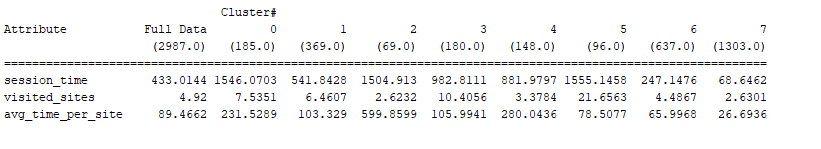 Cluster#
Attribute Full Data 0 1 2 3 4 5 6 7
(2987.0) (185.0) (369.0) (69.0) (180.0) (148.0) (96.0) (637.0) (1303.0)
================================================================================================
session_time 433.0144 1546.0703 541.8428 1504.913 982.8111 881.9797 1555.1458 247.1476 68.6462
visited_sites 4.92 7.5351 6.4607 2.6232 10.4056 3.3784 21.6563 4.4867 2.6301
avg_time_per_site 89.4662 231.5289 103.329 599.8599 105.9941 280.0436 78.5077 65.9968 26.6936